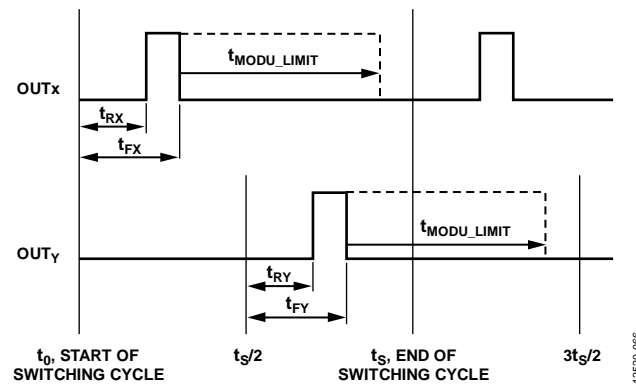 OUTx
tMODU_LIMIT
tRX
tFX
OUTY
tMODU_LIMIT
tRY
tFY
t0, START OF
SWITCHING CYCLE
tS/2
tS, END OF
SWITCHING CYCLE
3tS/2